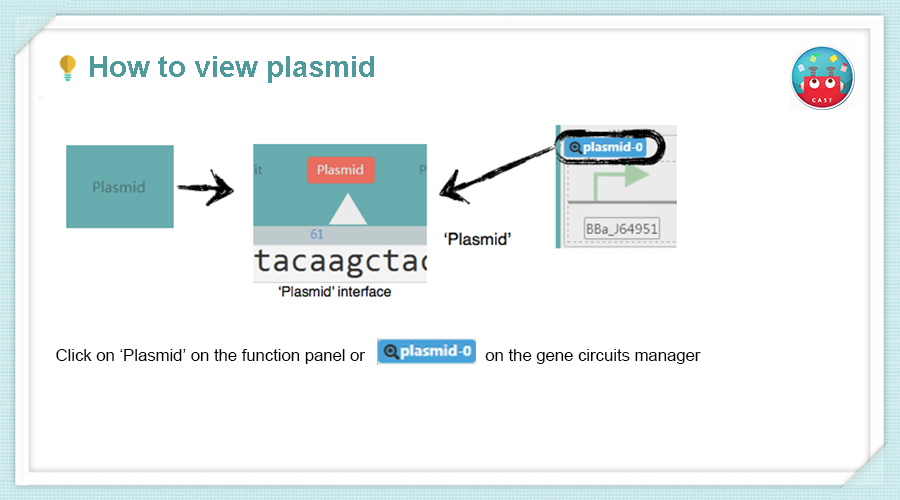 How to view plasmid
CAST
Plasmid
it
Plasmid
P
61
tacaagctac
'Plasmid' interface
'Plasmid'
plasmid-0
BBa_J64951
Click on ‘Plasmid’ on the function panel or plasmid-0 on the gene circuits manager